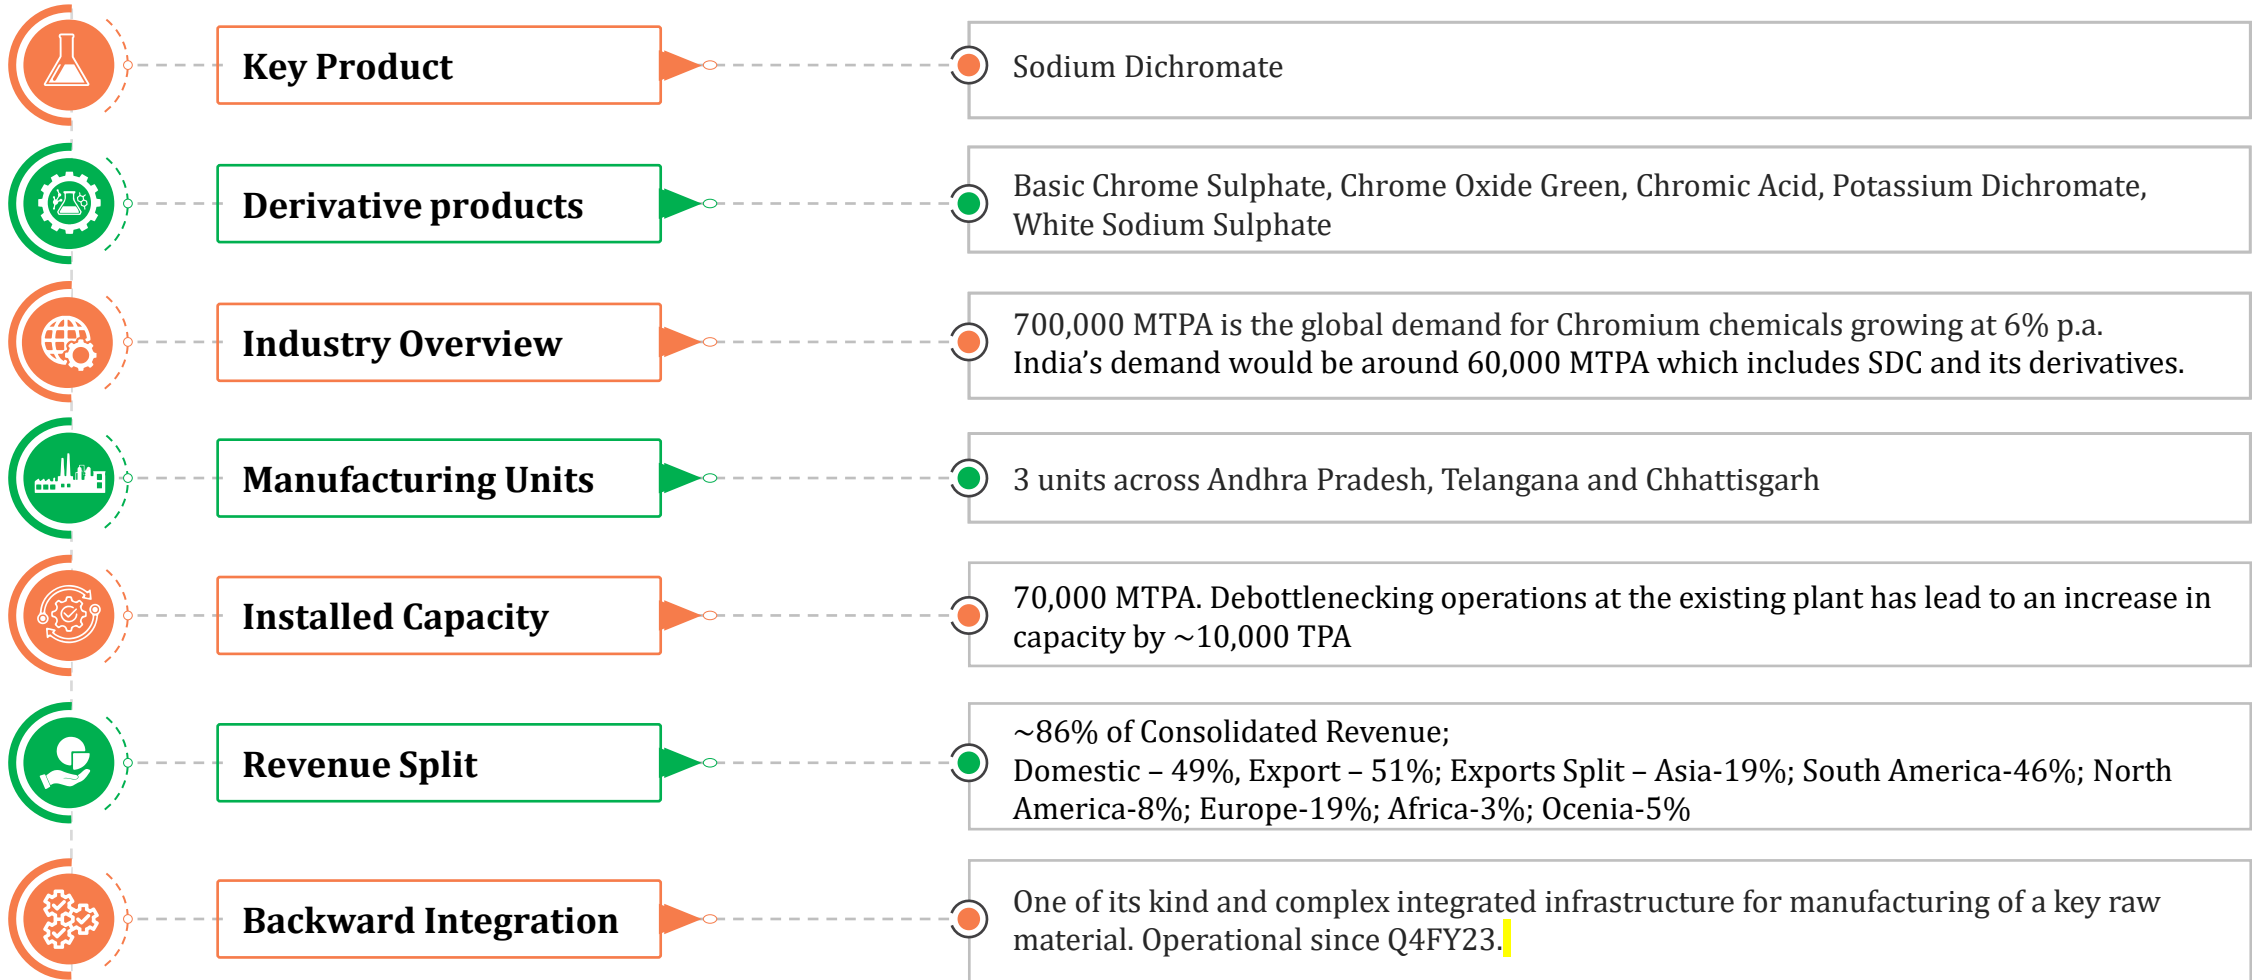 Key Product
Sodium Dichromate
Derivative products
Basic Chrome Sulphate, Chrome Oxide Green, Chromic Acid, Potassium Dichromate,
White Sodium Sulphate
Industry Overview
700,000 MTPA is the global demand for Chromium chemicals growing at 6% p.a.
India’s demand would be around 60,000 MTPA which includes SDC and its derivatives.
Manufacturing Units
3 units across Andhra Pradesh, Telangana and Chhattisgarh
Installed Capacity
70,000 MTPA. Debottlenecking operations at the existing plant has lead to an increase in
capacity by ~10,000 TPA
Revenue Split
~86% of Consolidated Revenue;
Domestic – 49%, Export – 51%; Exports Split – Asia-19%; South America-46%; North
America-8%; Europe-19%; Africa-3%; Ocenia-5%
Backward Integration
One of its kind and complex integrated infrastructure for manufacturing of a key raw
material. Operational since Q4FY23.